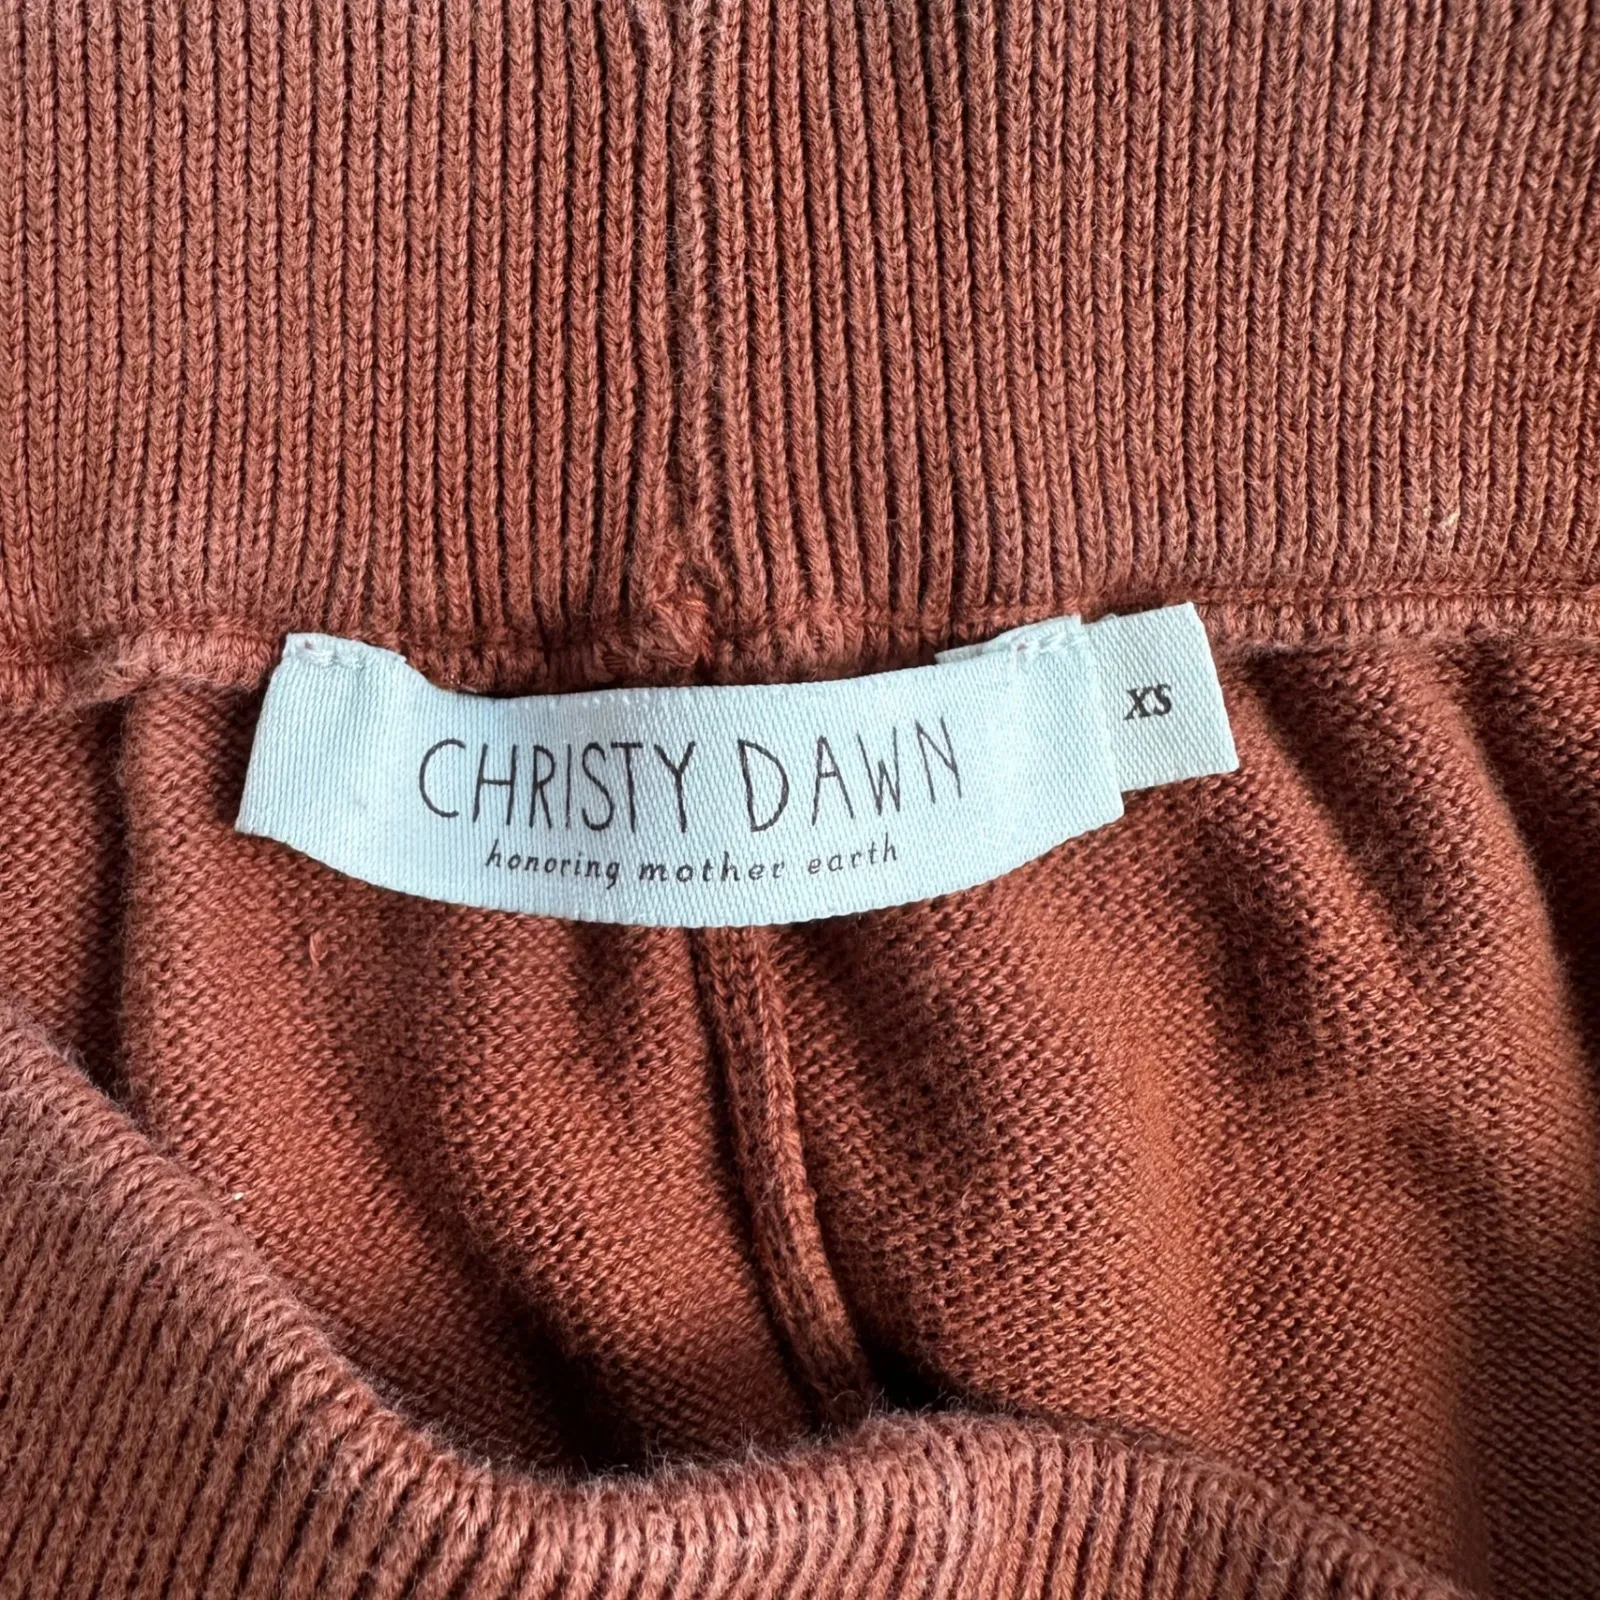 CHRISTY DAWN
honoring mother earth
XS